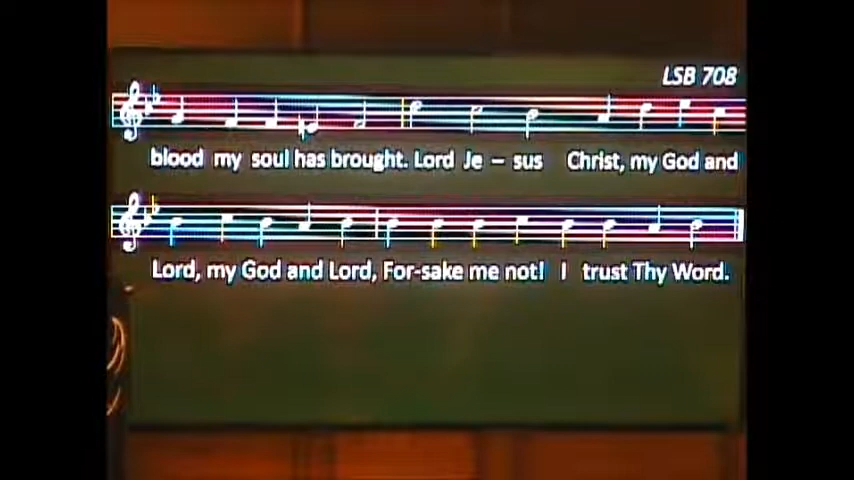 LSB 708
blood my soul has brought. Lord Je – sus Christ, my God and
Lord, my God and Lord, For-sake me not! I trust Thy Word.